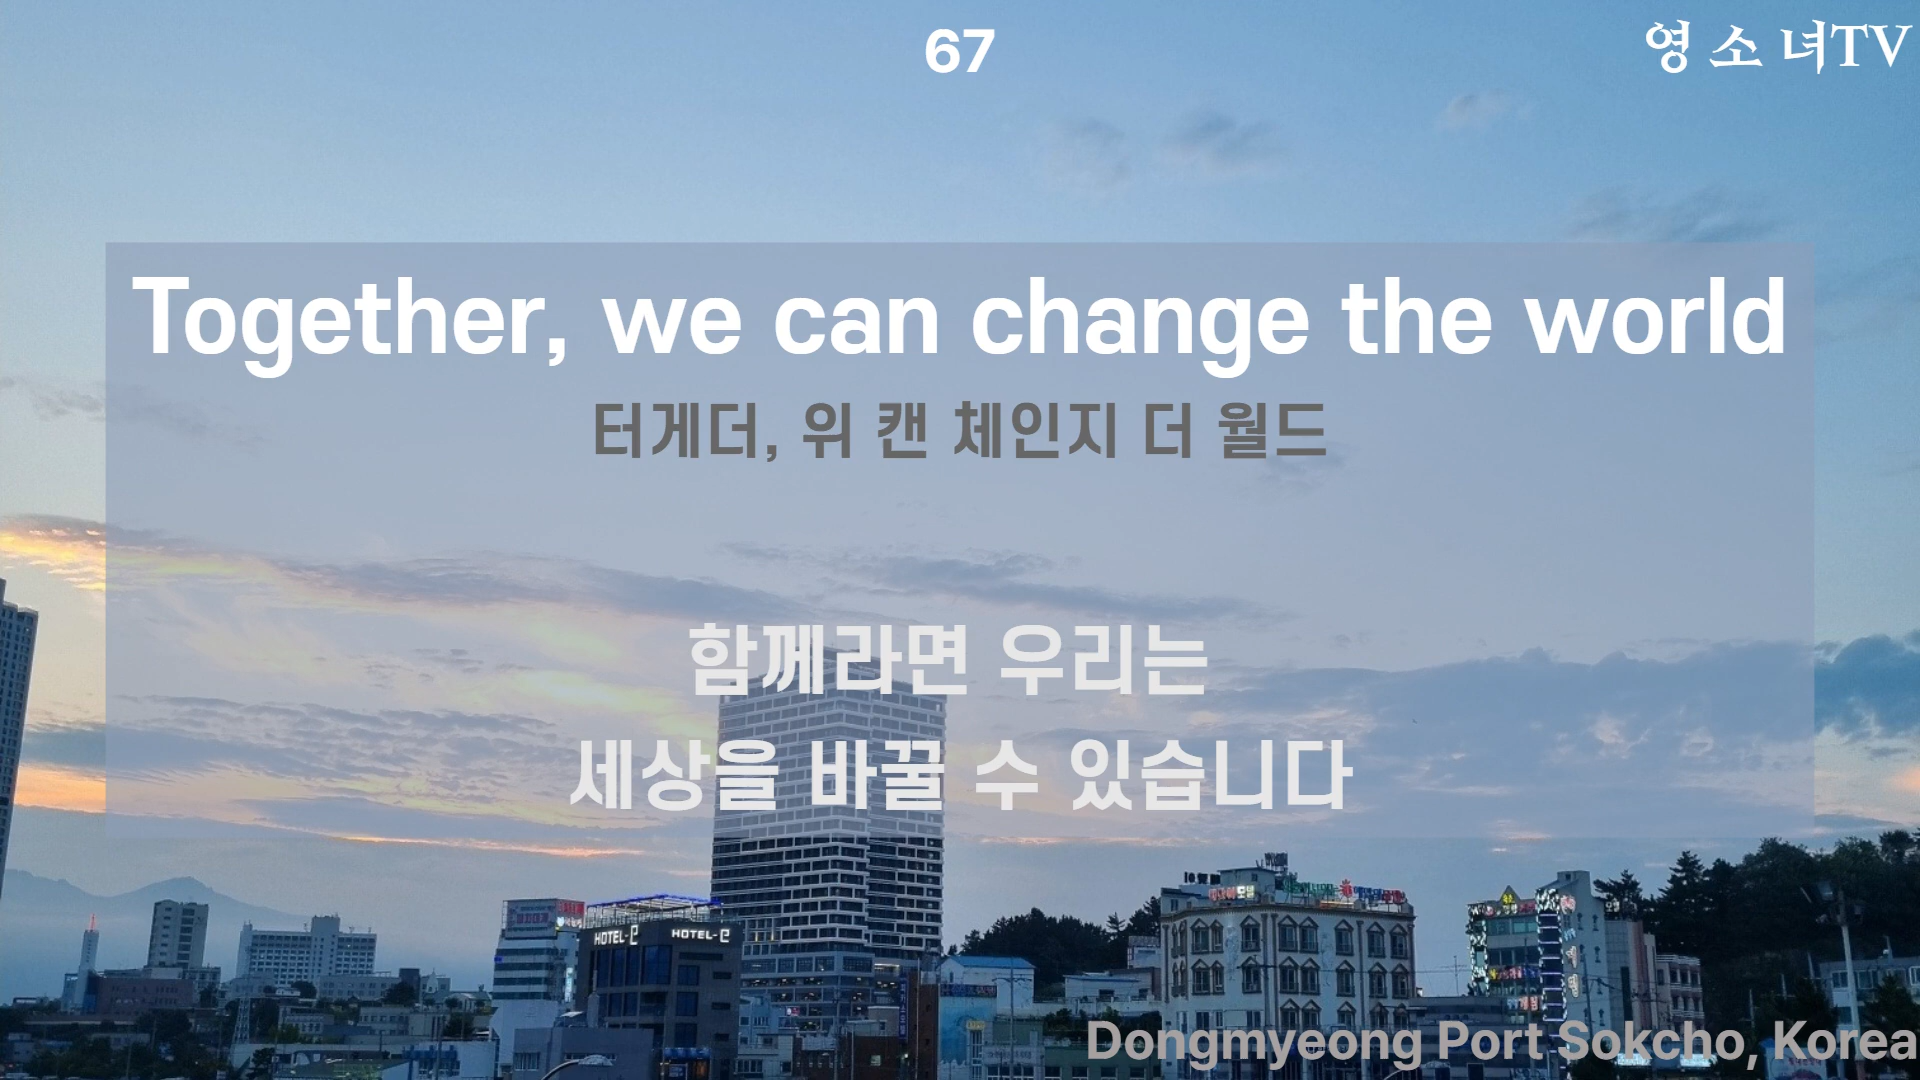 67
영소녀TV
Together, we can change the world
터게더, 위 캔 체인지 더 월드
함께라면 우리는
세상을 바꿀 수 있습니다
HOTEL-e HOTEL-e
Dongmyeong Port Sokcho, Korea